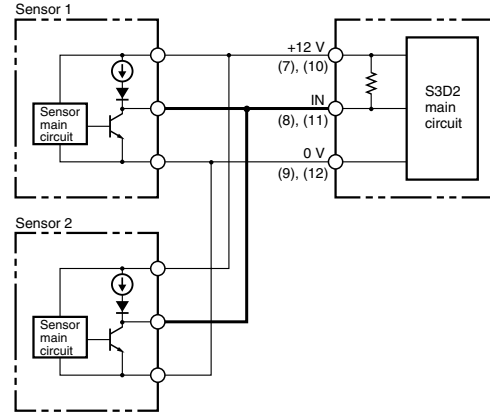 Sensor 1
Sensor
main
circuit
+12 V
(7), (10)
IN
(8), (11)
0 V
(9), (12)
S3D2
main
circuit
Sensor 2
Sensor
main
circuit